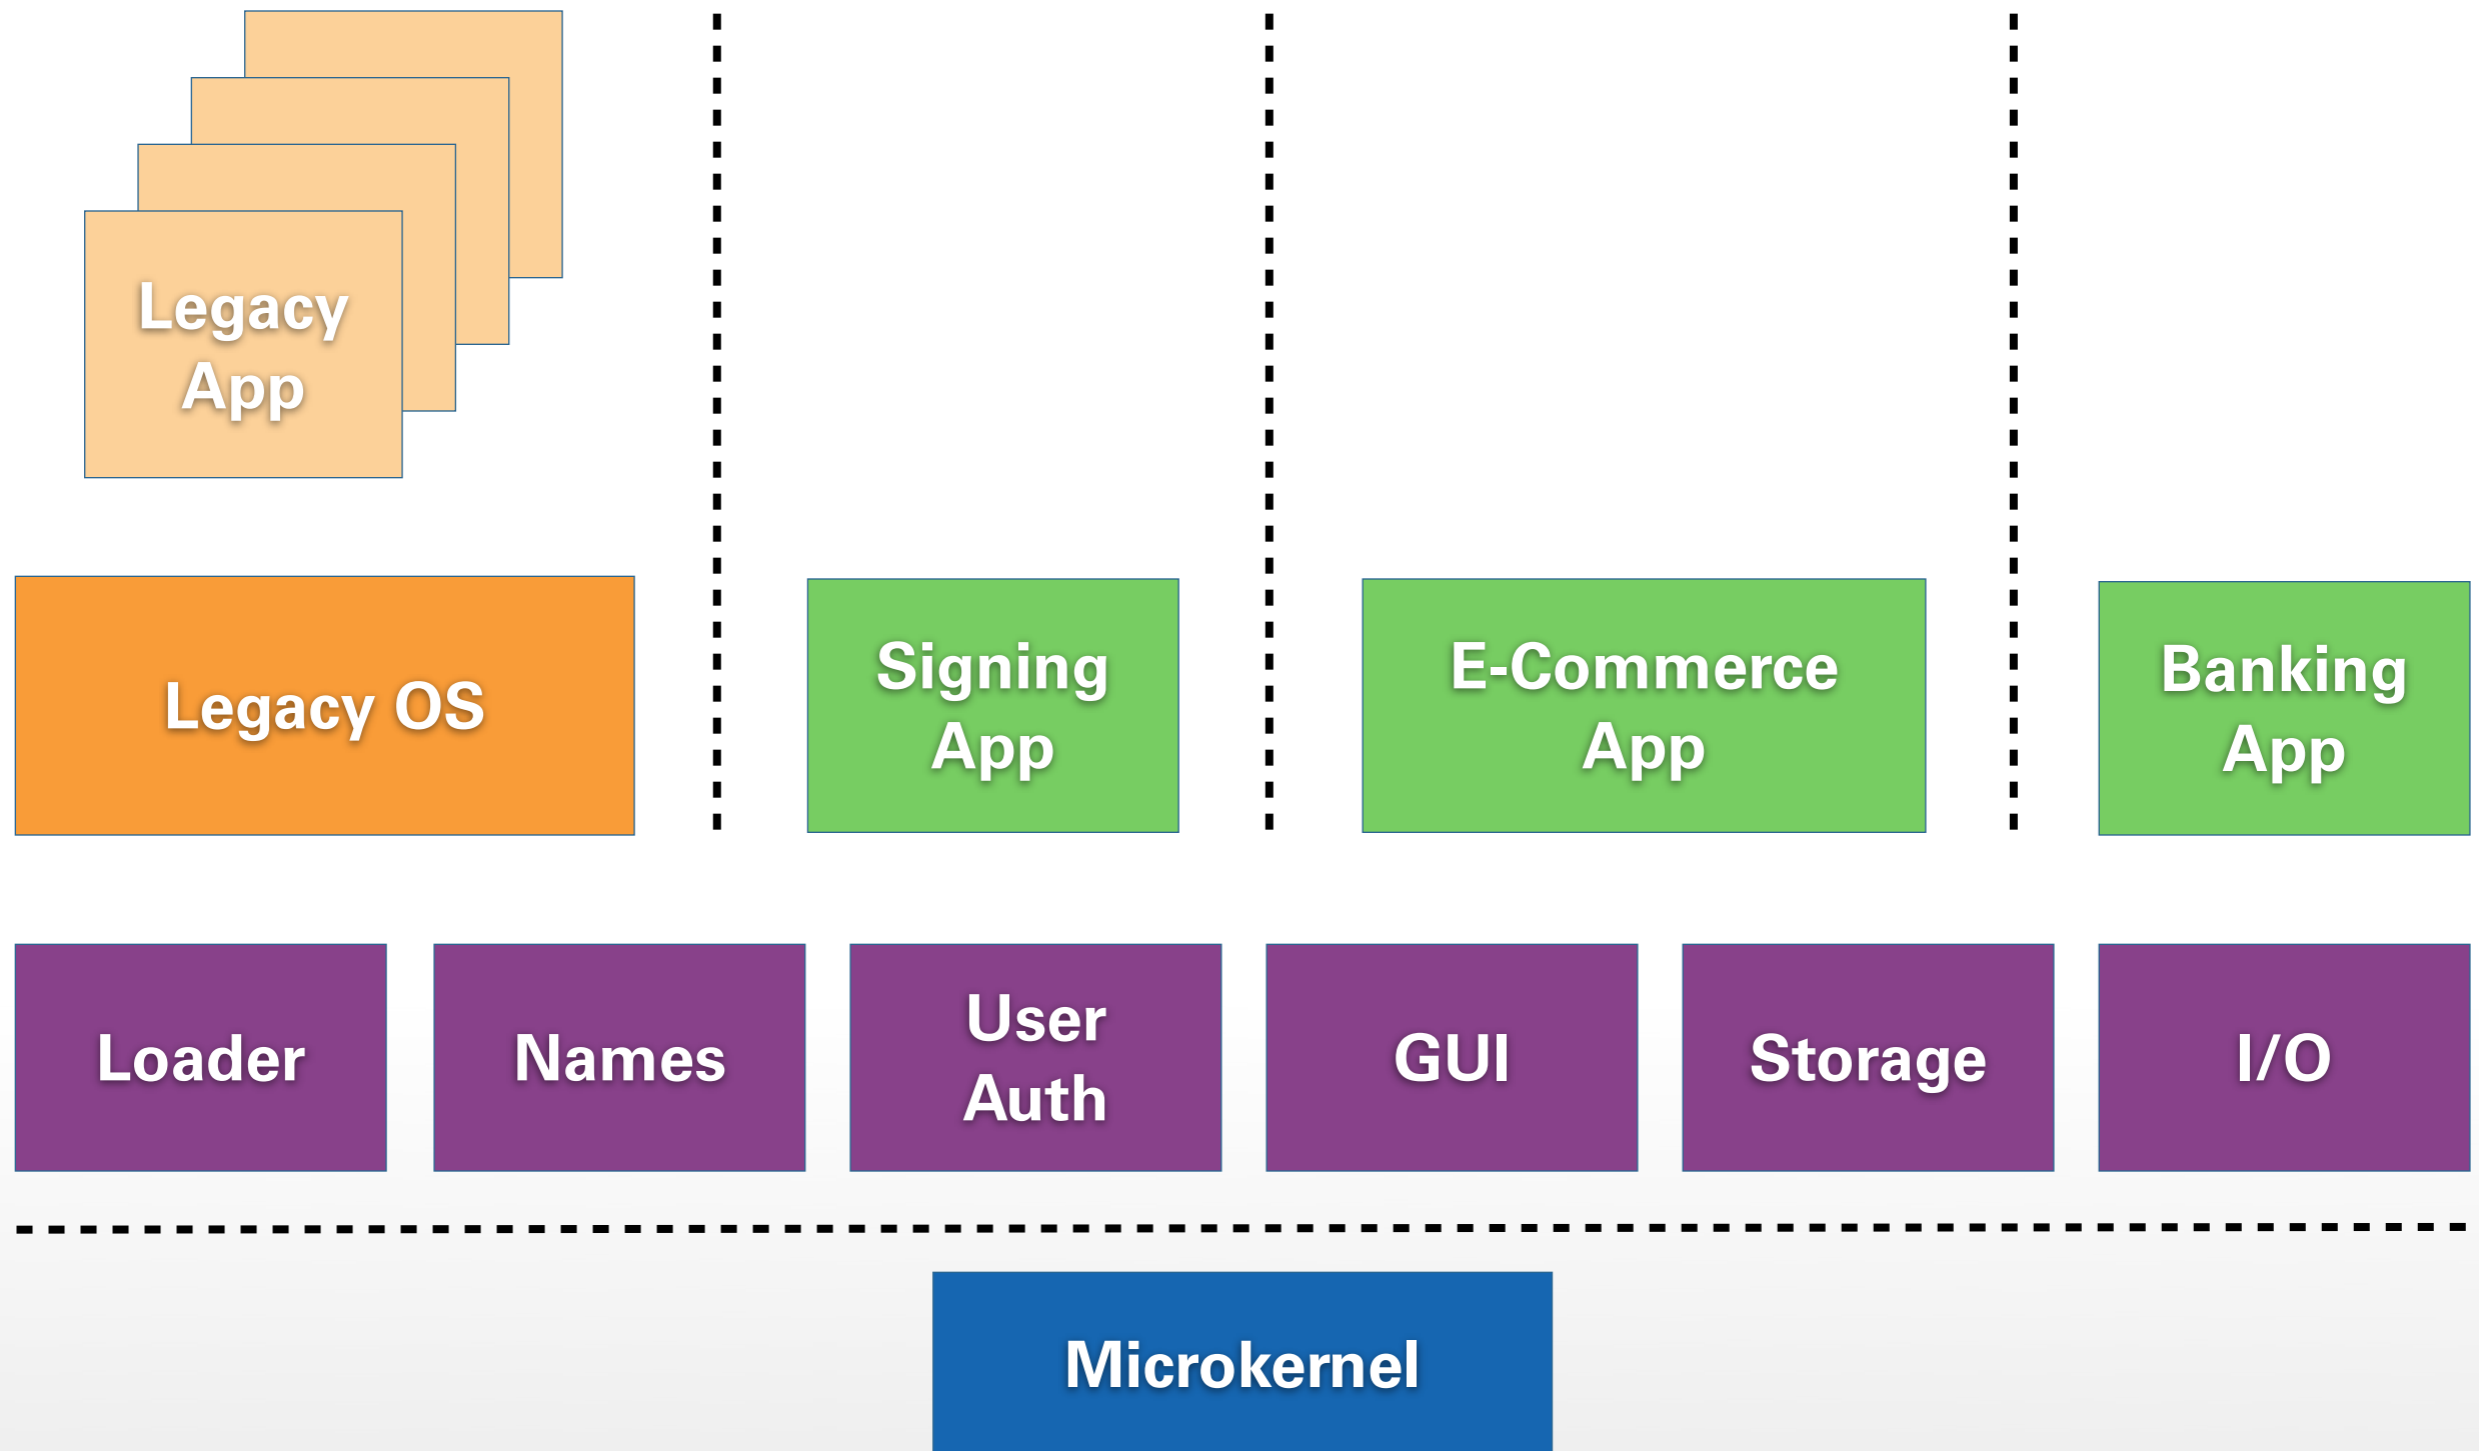 Legacy
App
Legacy OS
Signing
App
E-Commerce
App
Banking
App
Loader
Names
User
Auth
GUI
Storage
I/O
Microkernel